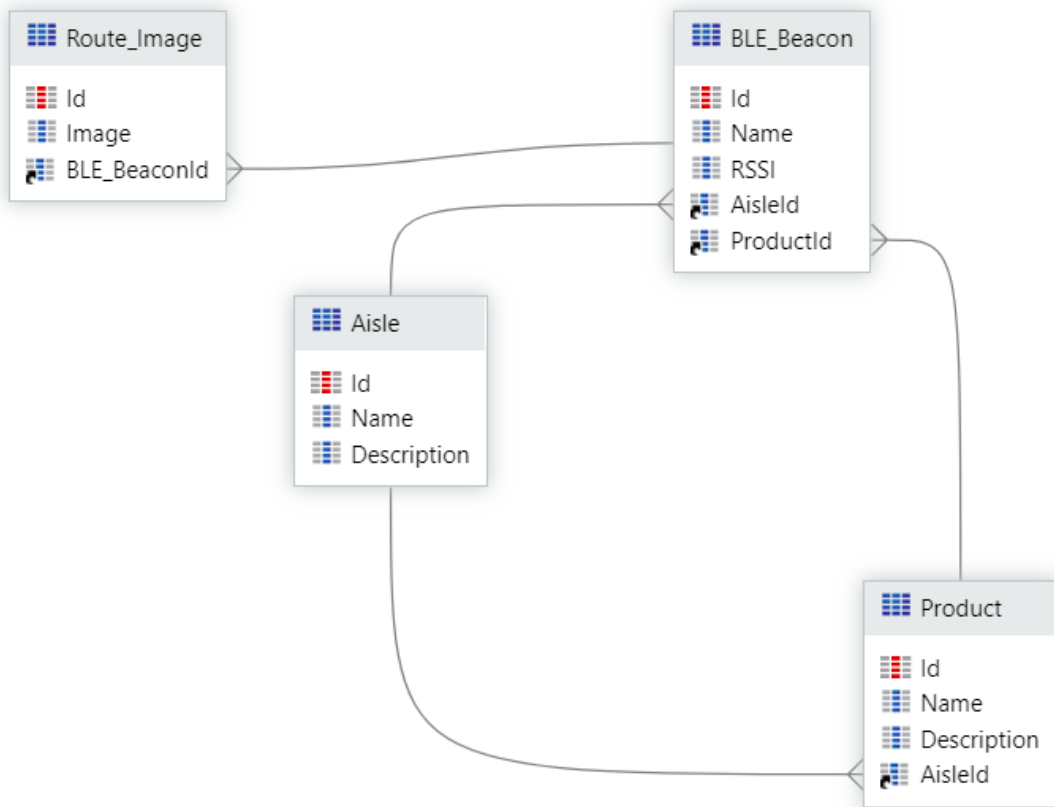 Route_Image
Id
Image
BLE_BeaconId
BLE_Beacon
Id
Name
RSSI
AisleId
ProductId
Aisle
Id
Name
Description
Product
Id
Name
Description
AisleId